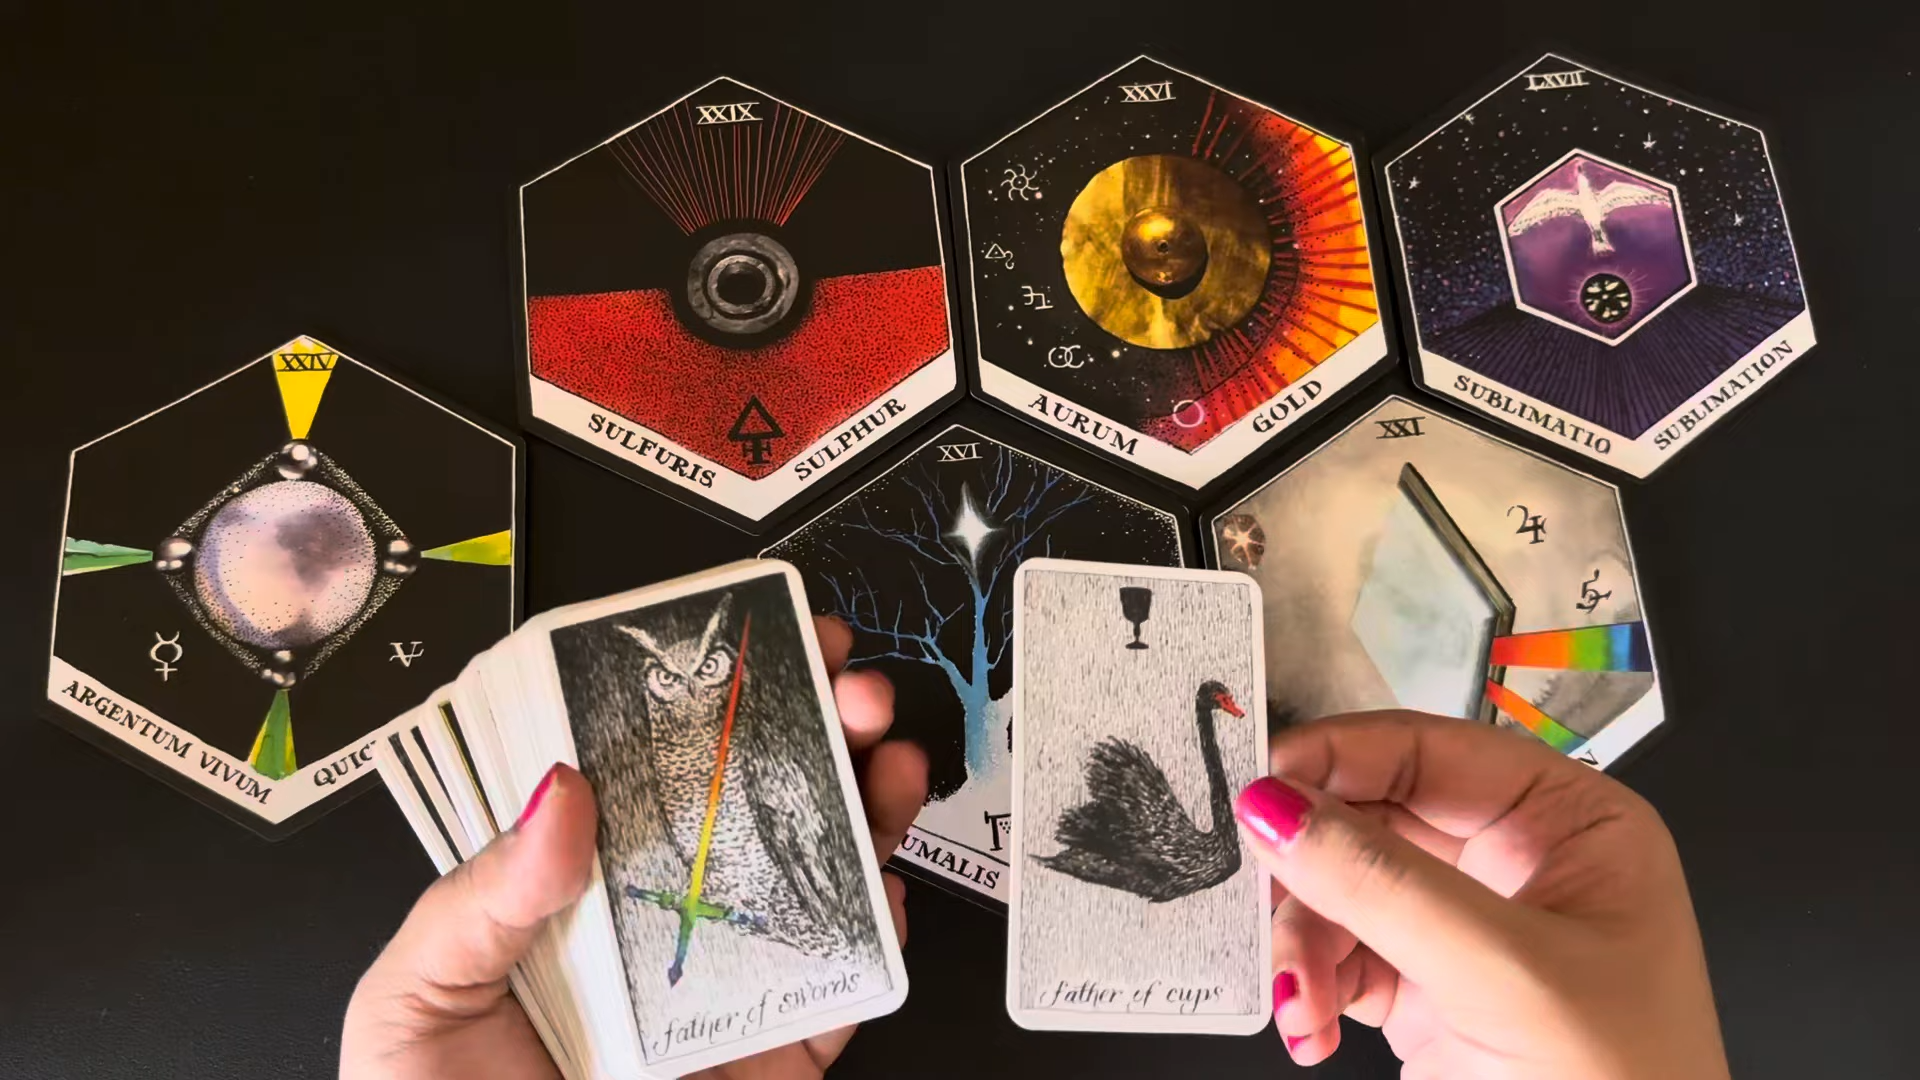 XXIX
SULFURIS
SULPHUR
XXVI
AURUM
GOLD
LXVII
SUBLIMATIO
SUBLIMATION
XXIV
ARGENTUM VIVUM
QUIC
XVI
UMALIS
XXI
N
father of swords
father of cups